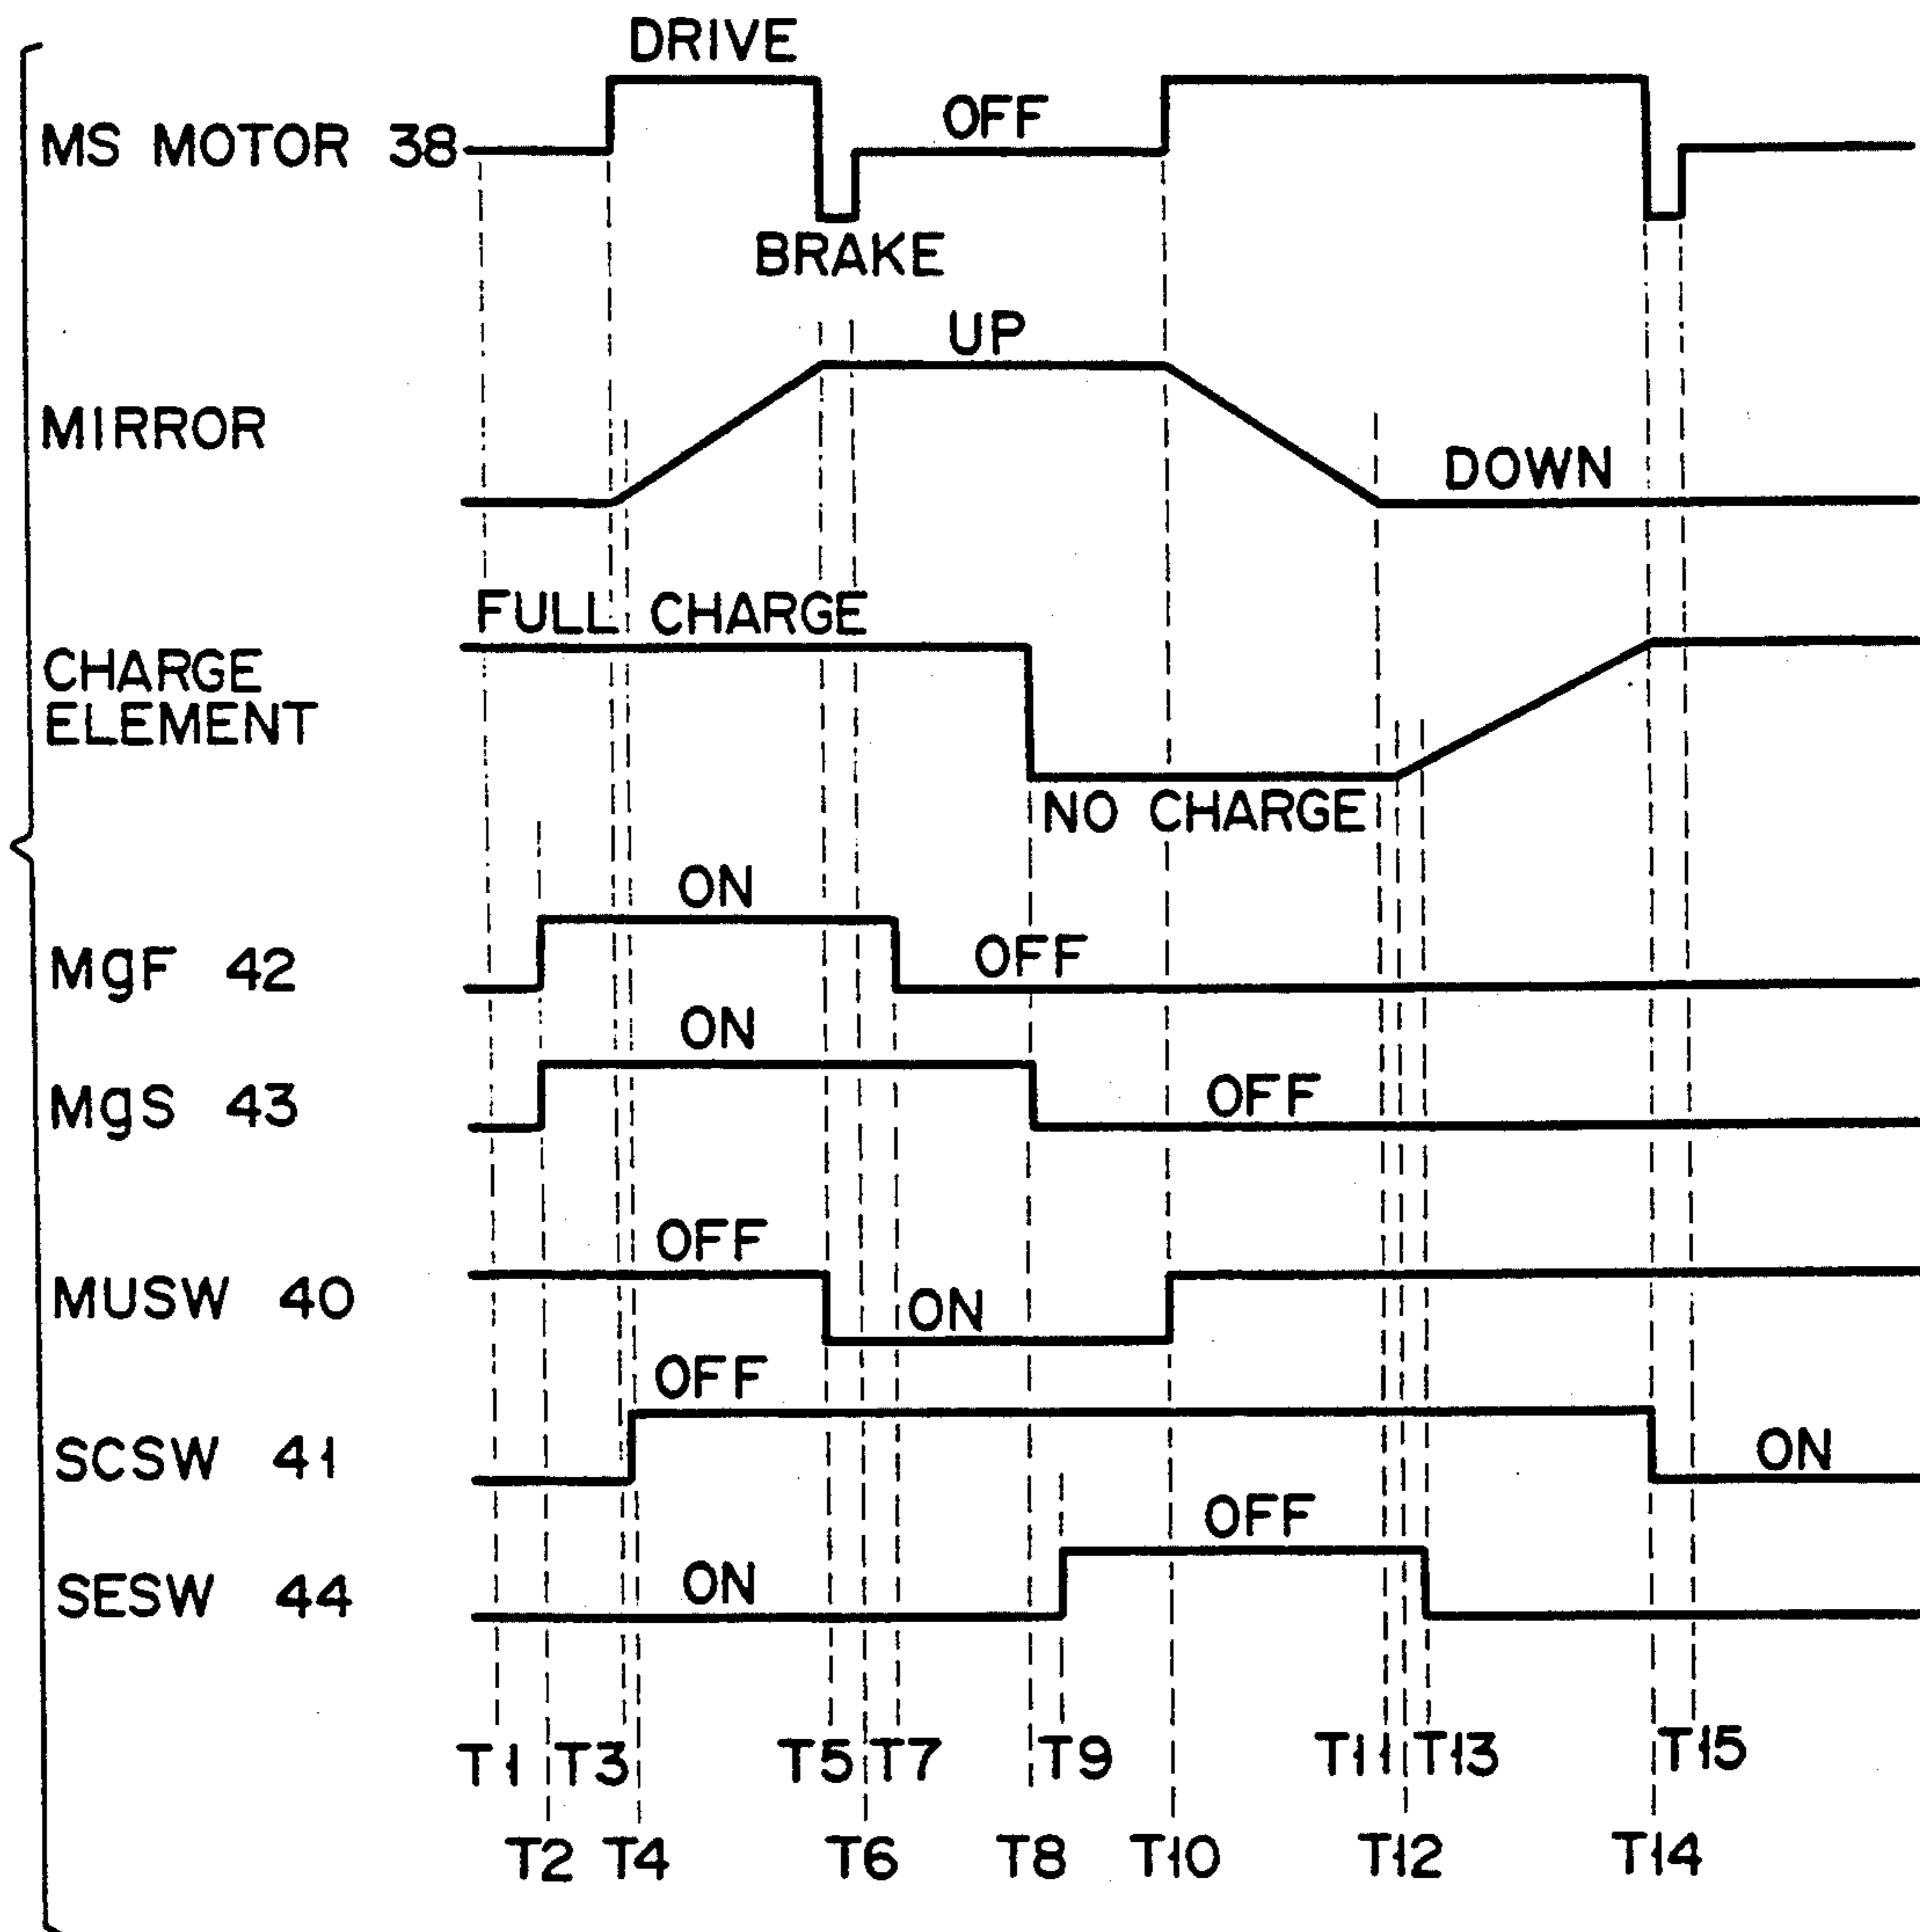 DRIVE
MS MOTOR 38
OFF
BRAKE
UP
MIRROR
DOWN
FULL CHARGE
CHARGE
ELEMENT
NO CHARGE
ON
MgF 42
OFF
ON
MgS 43
OFF
OFF
MUSW 40
ON
OFF
SCSW 41
ON
OFF
SESW 44
ON
T1 T3 T5 T7 T9 T11 T13 T15
T2 T4 T6 T8 T10 T12 T14